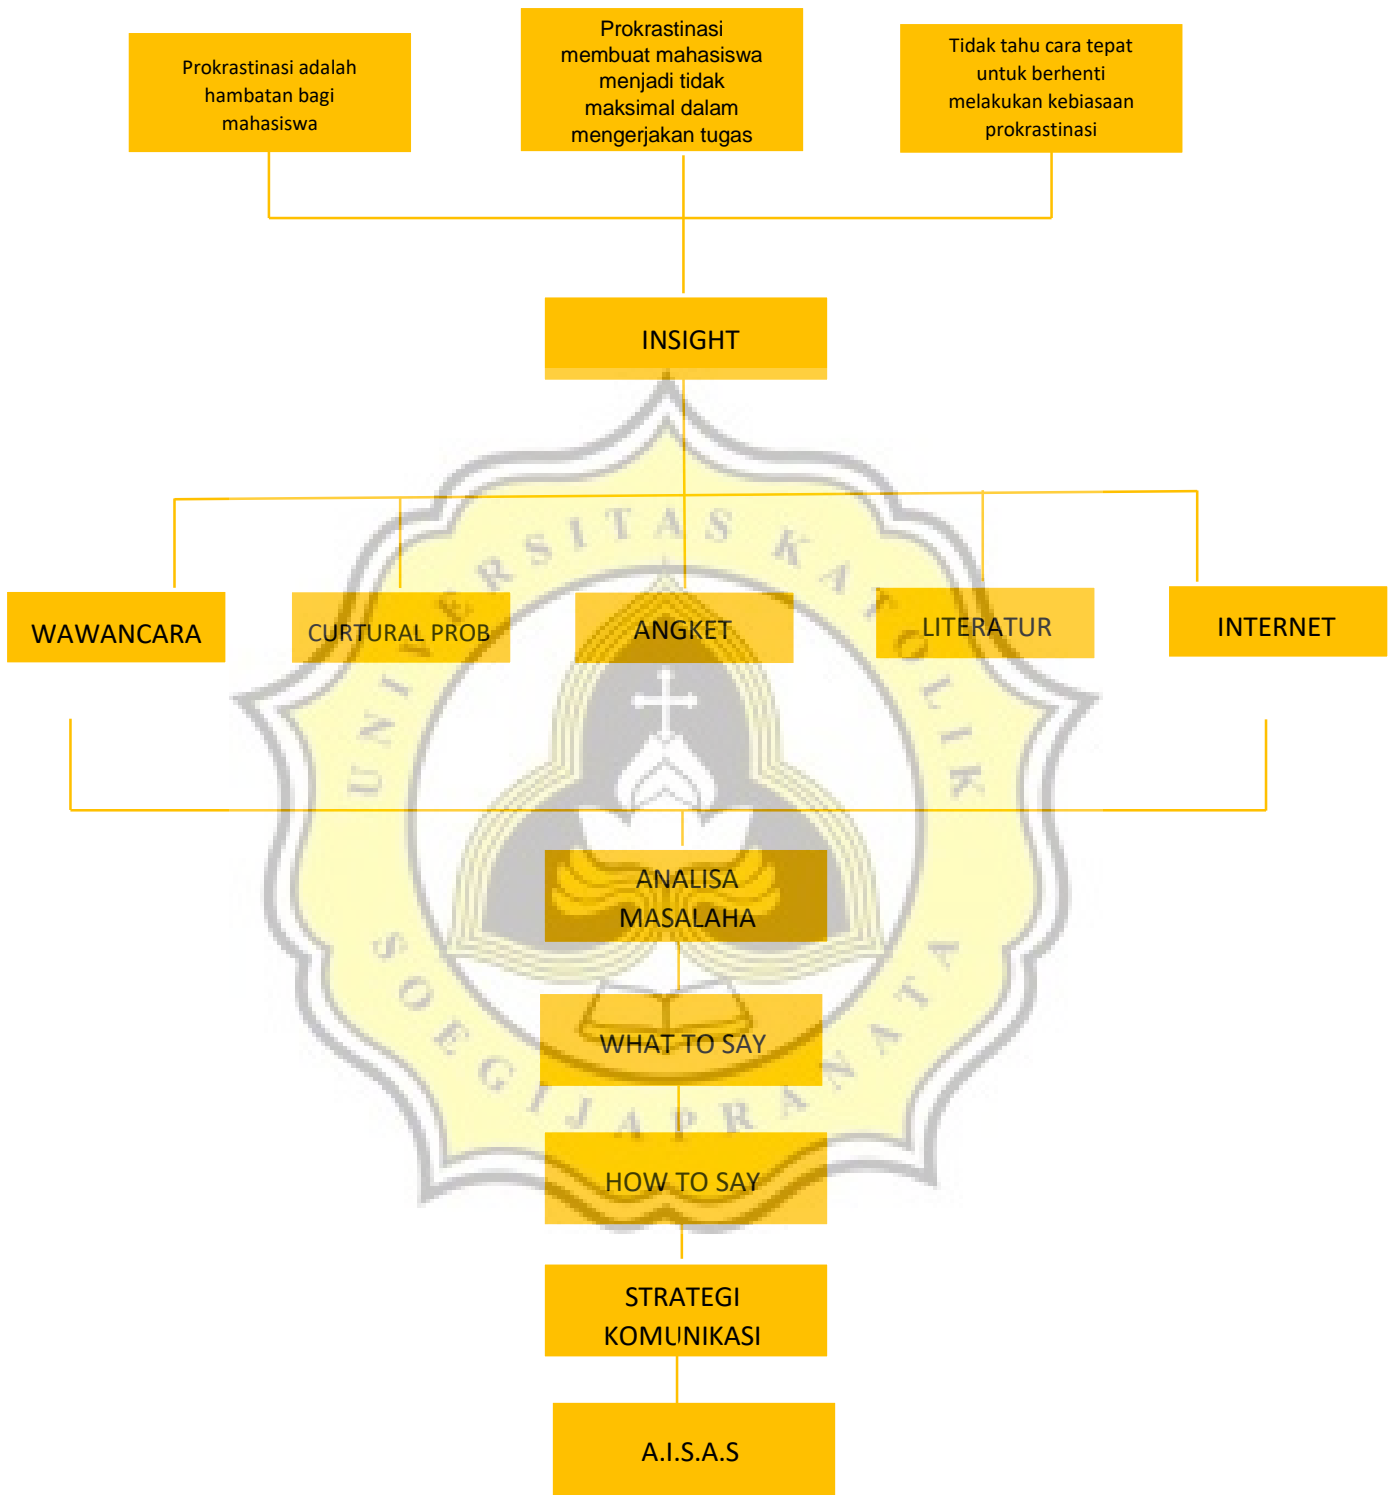 Prokrastinasi adalah
hambatan bagi
mahasiswa
Prokrastinasi
membuat mahasiswa
menjadi tidak
maksimal dalam
mengerjakan tugas
Tidak tahu cara tepat
untuk berhenti
melakukan kebiasaan
prokrastinasi
INSIGHT
WAWANCARA
CURTURAL PROB
ANGKET
LITERATUR
INTERNET
ANALISA
MASALAHA
WHAT TO SAY
HOW TO SAY
STRATEGI
KOMUNIKASI
A.I.S.A.S
UNIVERSITAS KATOLIK
SOEGIJAPRANATA